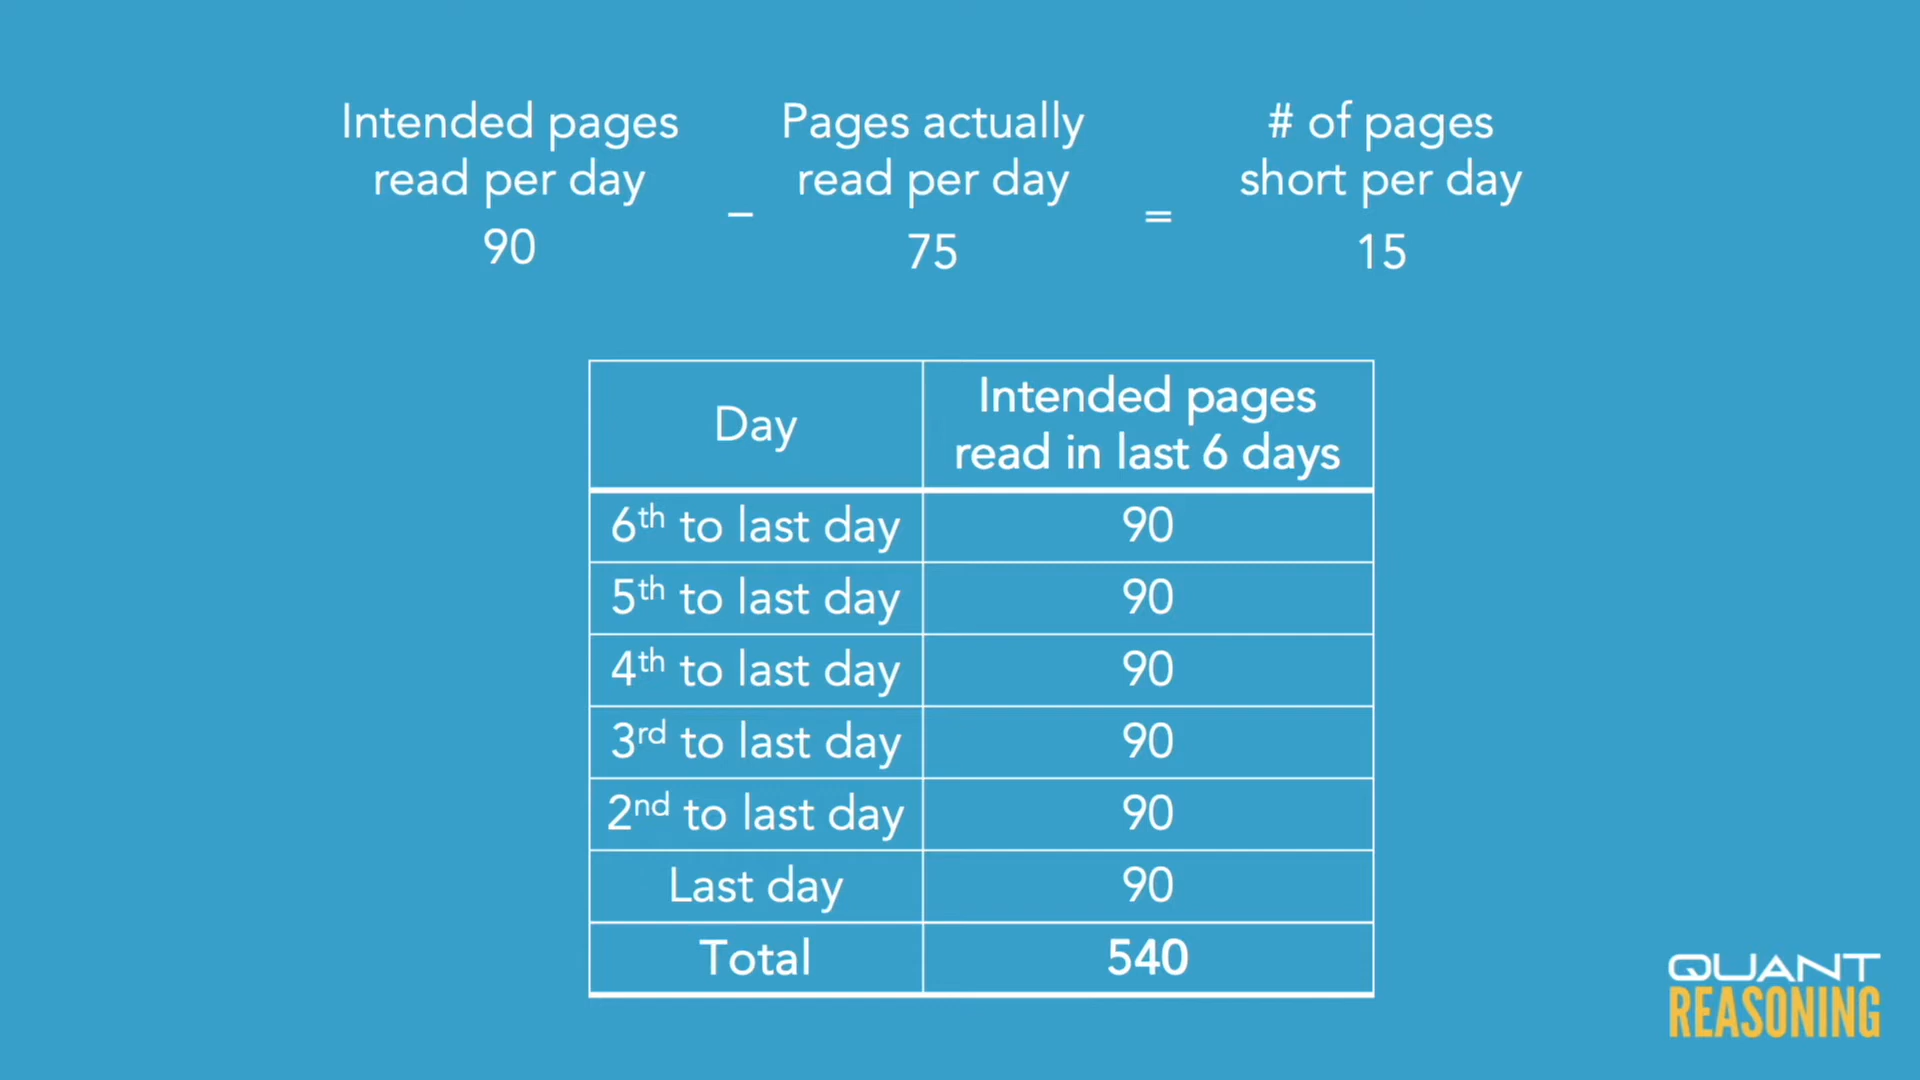 Intended pages
read per day
90
–
Pages actually
read per day
75
=
# of pages
short per day
15
Day
Intended pages
read in last 6 days
6th to last day 90
5th to last day 90
4th to last day 90
3rd to last day 90
2nd to last day 90
Last day 90
Total 540
QUANT
REASONING